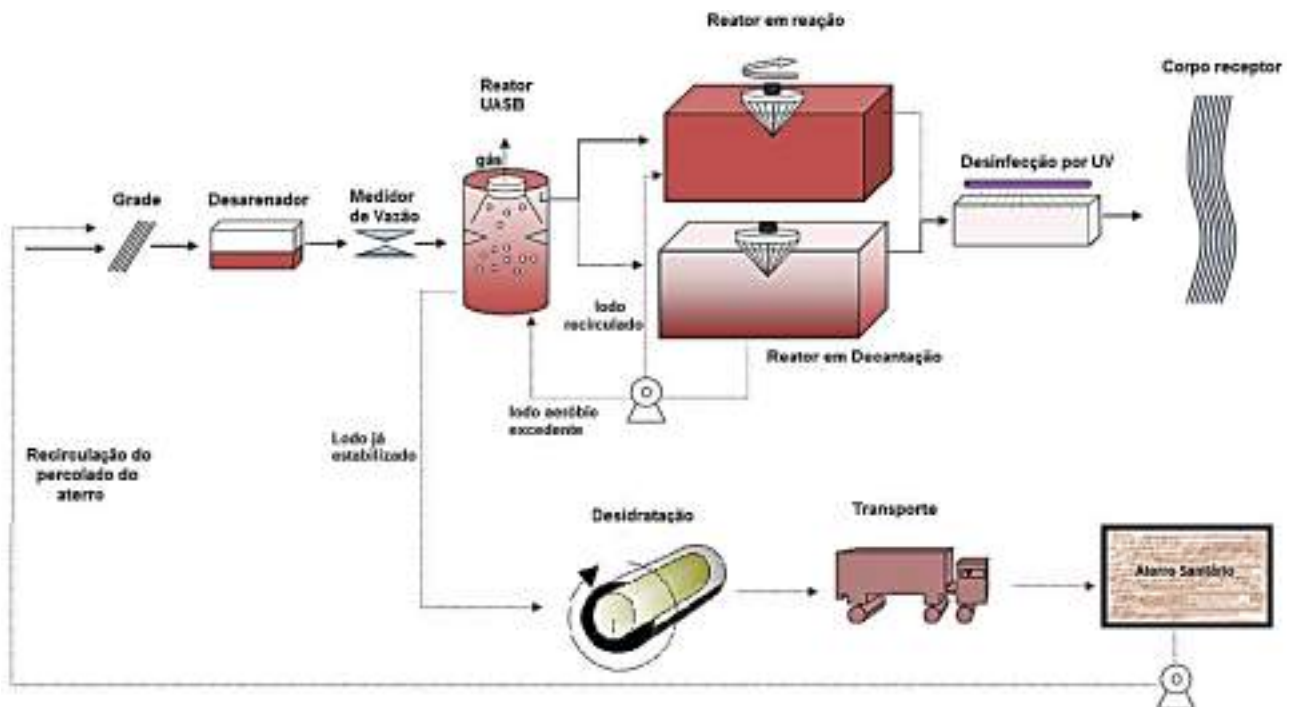 Reator em reação
Corpo receptor
Reator
UASB
gás
Desinfecção por UV
Grade
Desarenador
Medidor
de Vazão
lodo
recirculado
Reator em Decantação
lodo aeróbio
excedente
Lodo já
estabilizado
Recirculação do
percolado do
aterro
Desidratação
Transporte
Aterro Sanitário